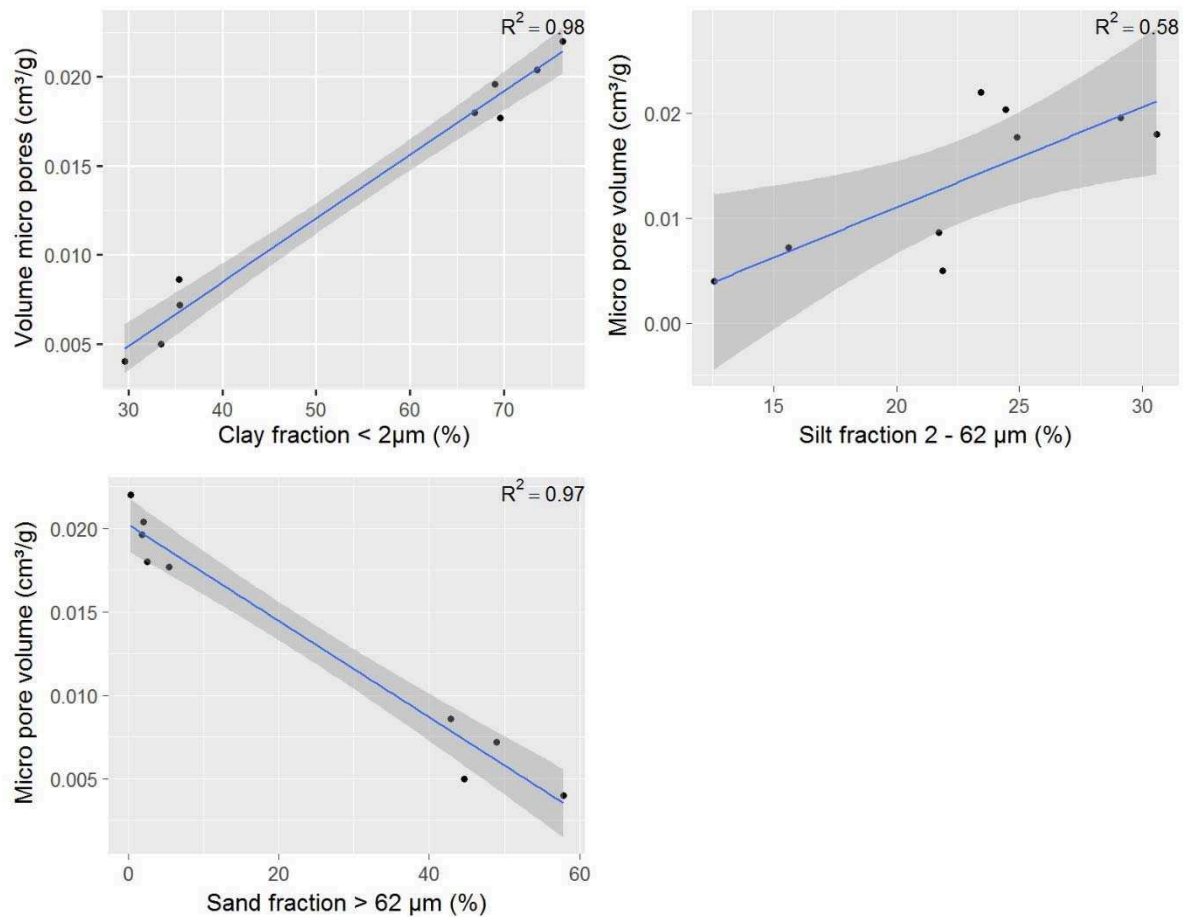 R² = 0.98
Volume micro pores (cm³/g)
0.020
0.015
0.010
0.005
30 40 50 60 70
Clay fraction < 2µm (%)
R² = 0.58
Micro pore volume (cm³/g)
0.02
0.01
0.00
15 20 25 30
Silt fraction 2 - 62 µm (%)
R² = 0.97
Micro pore volume (cm³/g)
0.020
0.015
0.010
0.005
0 20 40 60
Sand fraction > 62 µm (%)